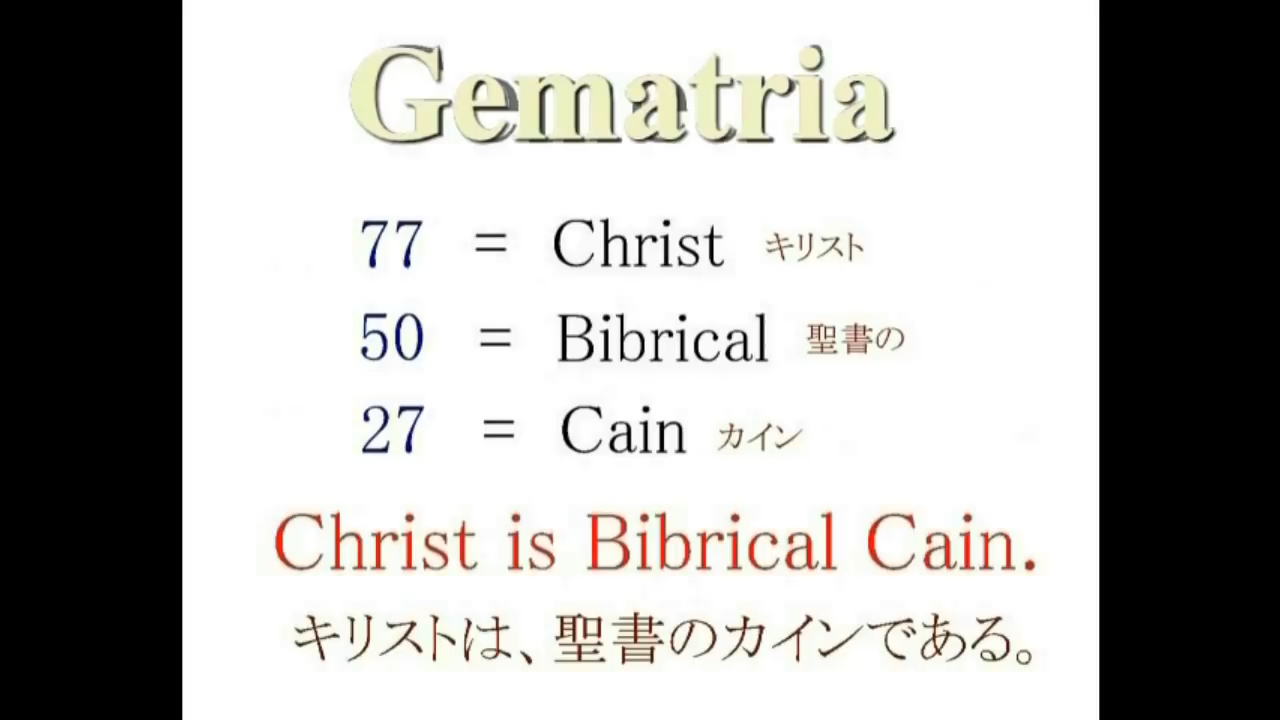 Gematria
77 = Christ キリスト
50 = Bibrical 聖書の
27 = Cain カイン
Christ is Bibrical Cain.
キリストは、聖書のカインである。